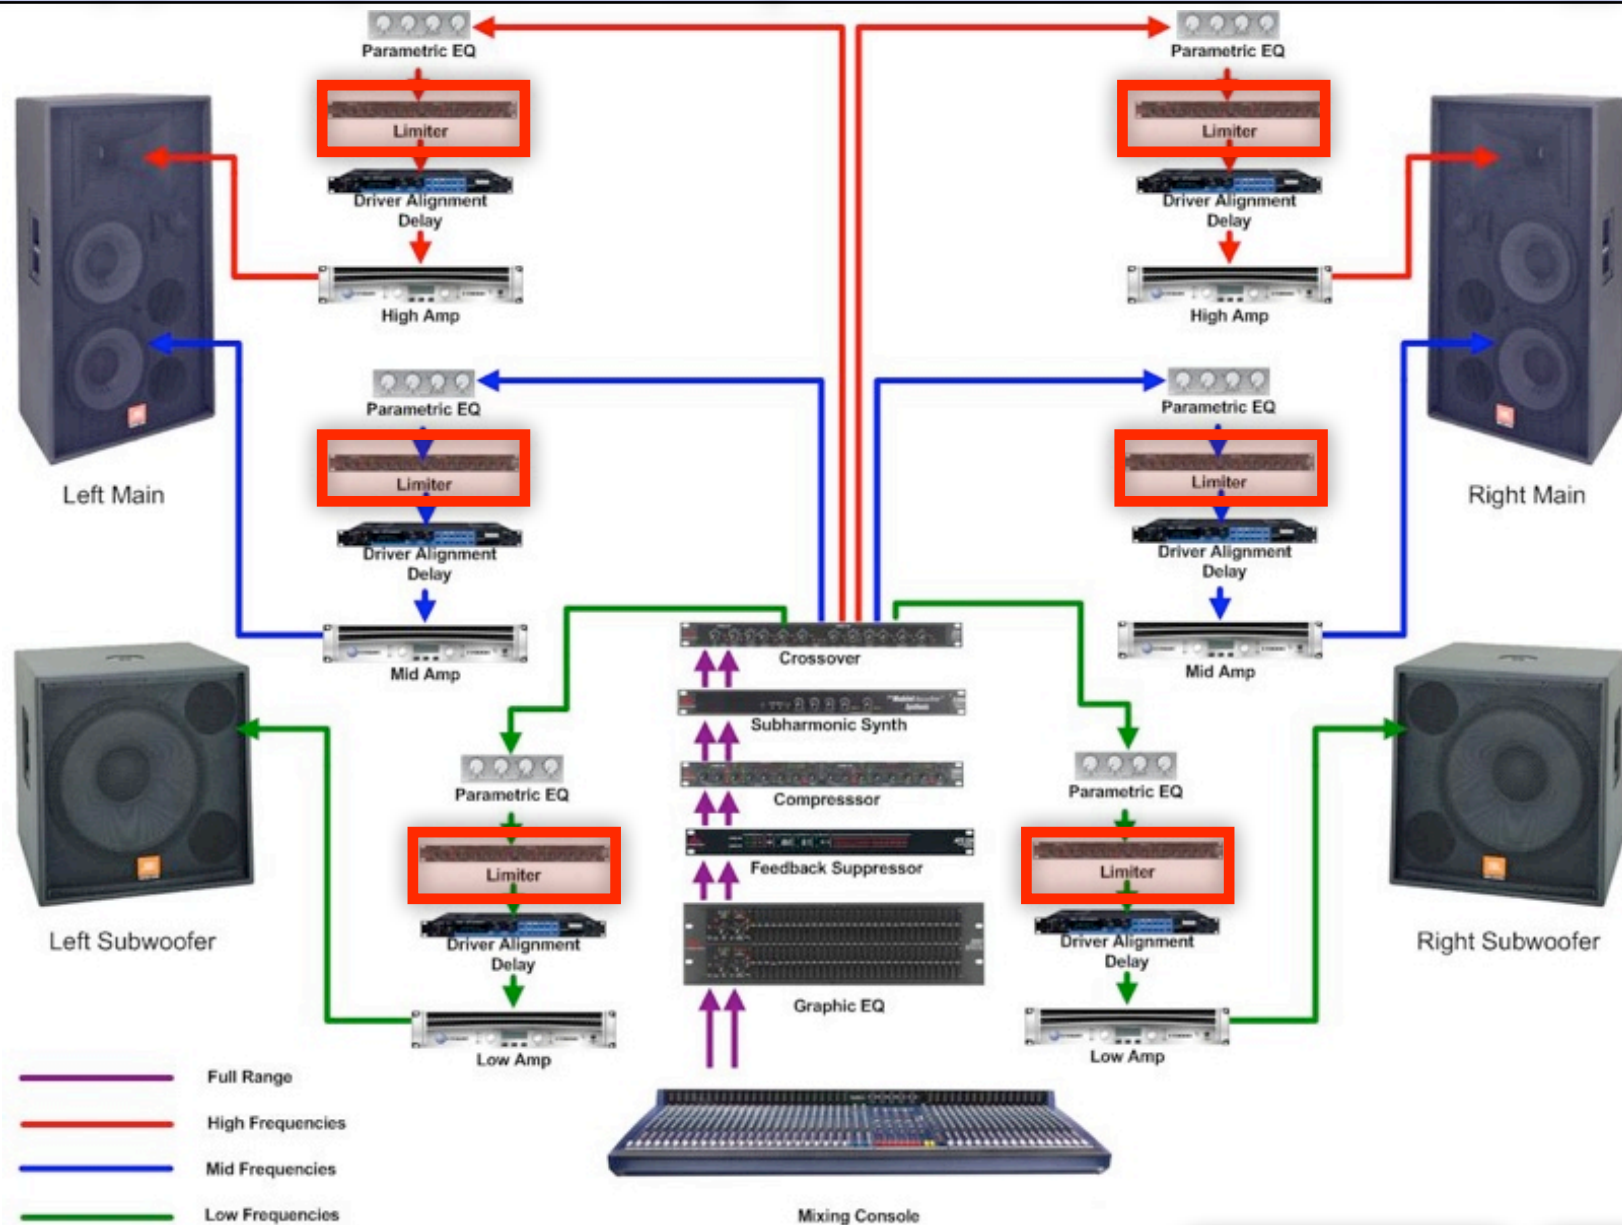 Parametric EQ
Limiter
Driver Alignment
Delay
High Amp
Parametric EQ
Limiter
Driver Alignment
Delay
High Amp
Parametric EQ
Limiter
Driver Alignment
Delay
Mid Amp
Parametric EQ
Limiter
Driver Alignment
Delay
Mid Amp
Left Main
Right Main
Crossover
Subharmonic Synth
Compresssor
Feedback Suppressor
Graphic EQ
Parametric EQ
Limiter
Driver Alignment
Delay
Low Amp
Parametric EQ
Limiter
Driver Alignment
Delay
Low Amp
Left Subwoofer
Right Subwoofer
Full Range
High Frequencies
Mid Frequencies
Low Frequencies
Mixing Console